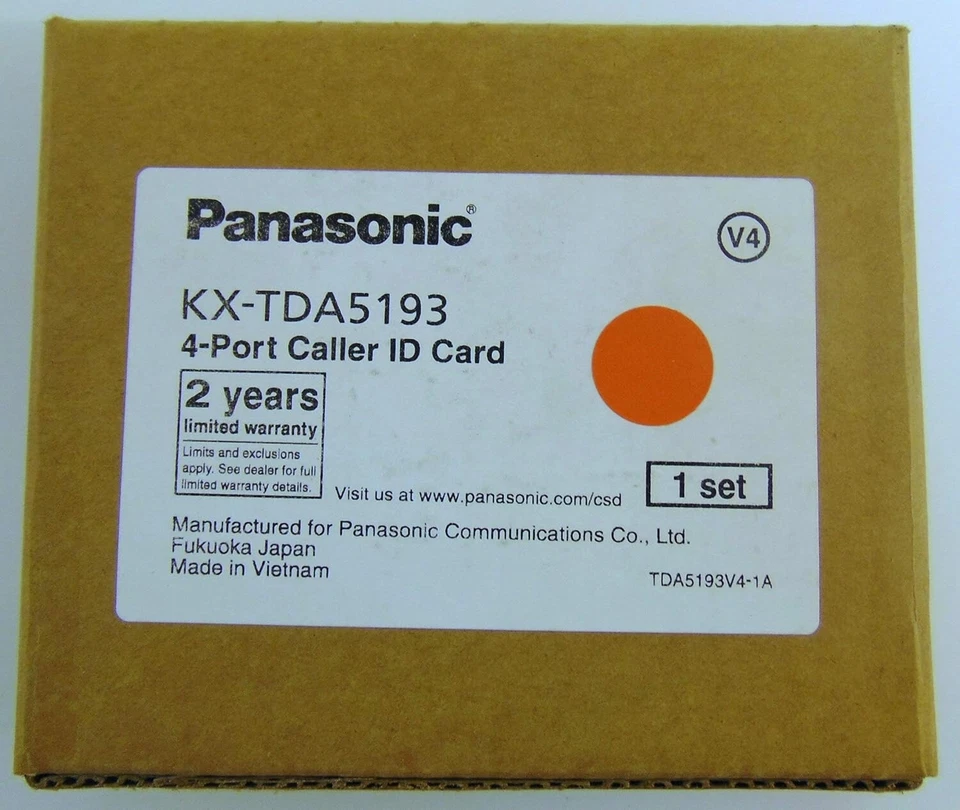 Panasonic®
V4
KX-TDA5193
4-Port Caller ID Card
2 years
limited warranty
Limits and exclusions
apply. See dealer for full
limited warranty details.
Visit us at www.panasonic.com/csd
1 set
Manufactured for Panasonic Communications Co., Ltd.
Fukuoka Japan
Made in Vietnam
TDA5193V4-1A